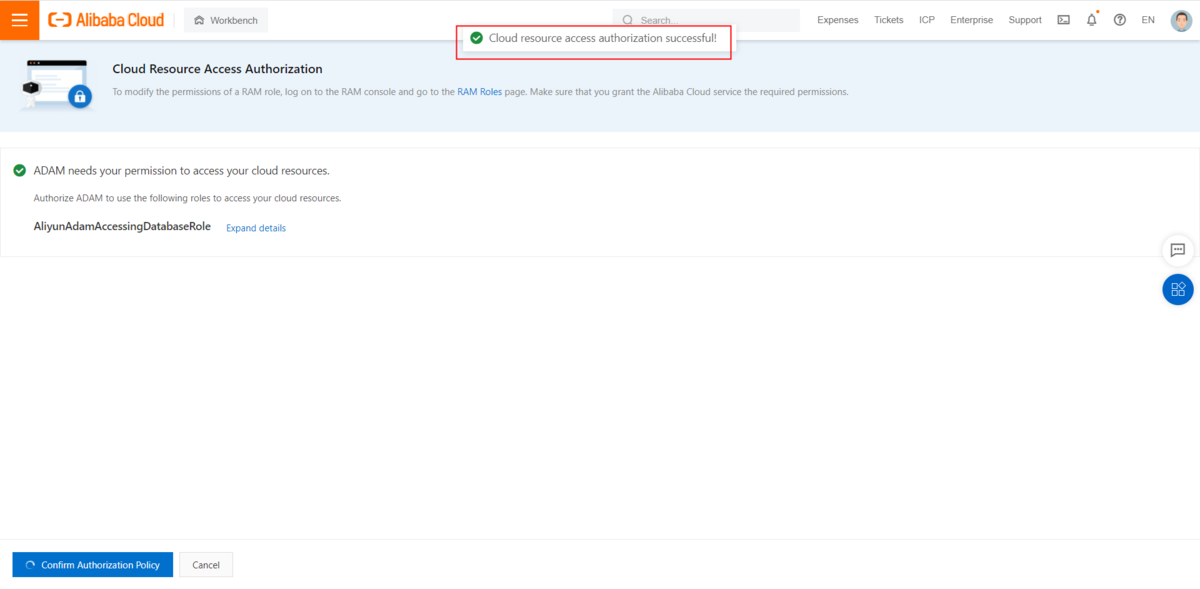 Alibaba Cloud
Workbench
Search...
Expenses
Tickets
ICP
Enterprise
Support
EN
Cloud resource access authorization successful!
Cloud Resource Access Authorization
To modify the permissions of a RAM role, log on to the RAM console and go to the RAM Roles page. Make sure that you grant the Alibaba Cloud service the required permissions.
ADAM needs your permission to access your cloud resources.
Authorize ADAM to use the following roles to access your cloud resources.
AliyunAdamAccessingDatabaseRole Expand details
Confirm Authorization Policy
Cancel